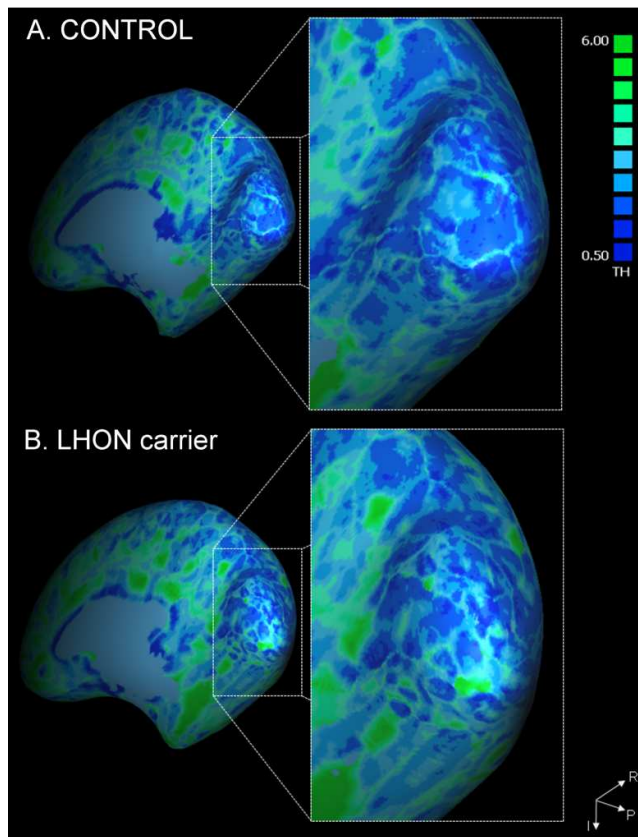 A. CONTROL
6.00
0.50
TH
B. LHON carrier
R
P
I